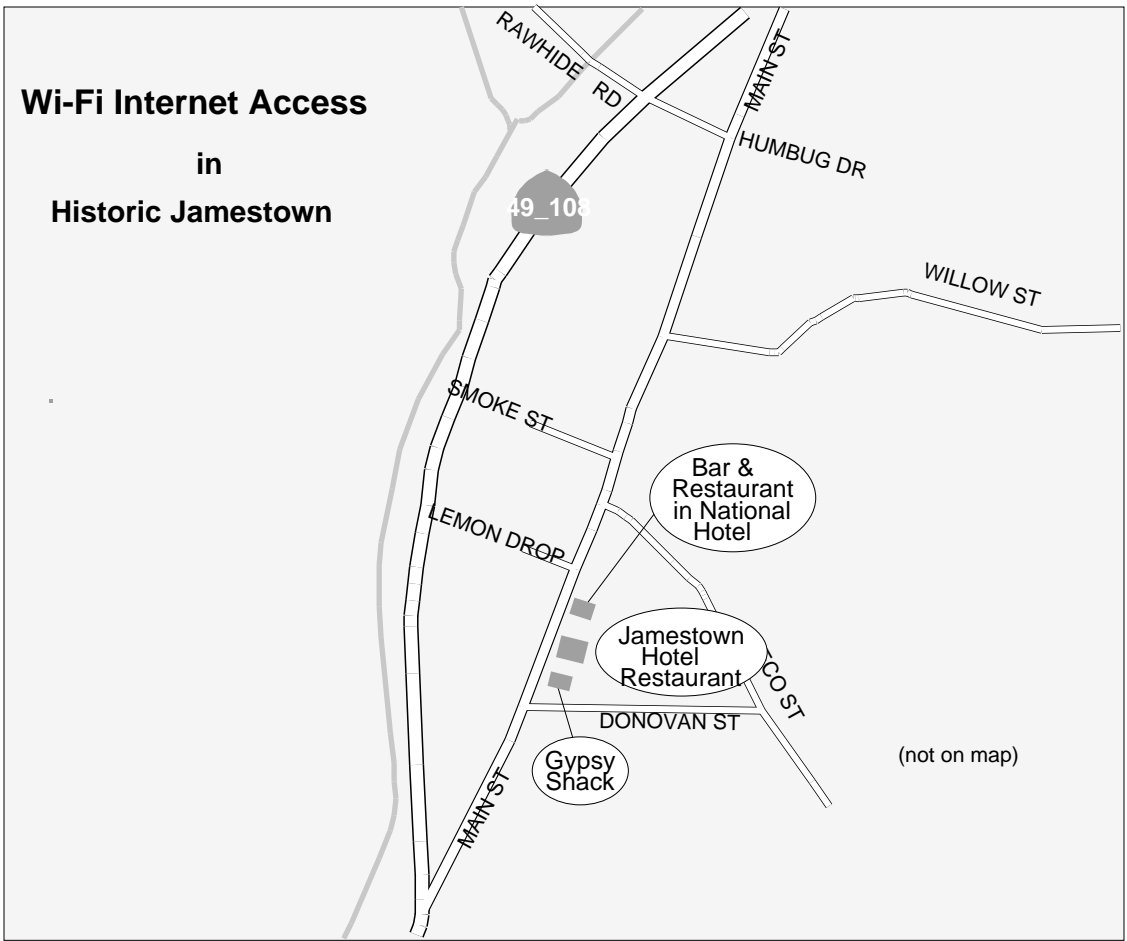 Wi-Fi Internet Access
in
Historic Jamestown
RAWHIDE RD
MAIN ST
HUMBUG DR
49_108
WILLOW ST
SMOKE ST
LEMON DROP
Bar &
Restaurant
in National
Hotel
Jamestown
Hotel
Restaurant
CO ST
DONOVAN ST
Gypsy
Shack
MAIN ST
(not on map)